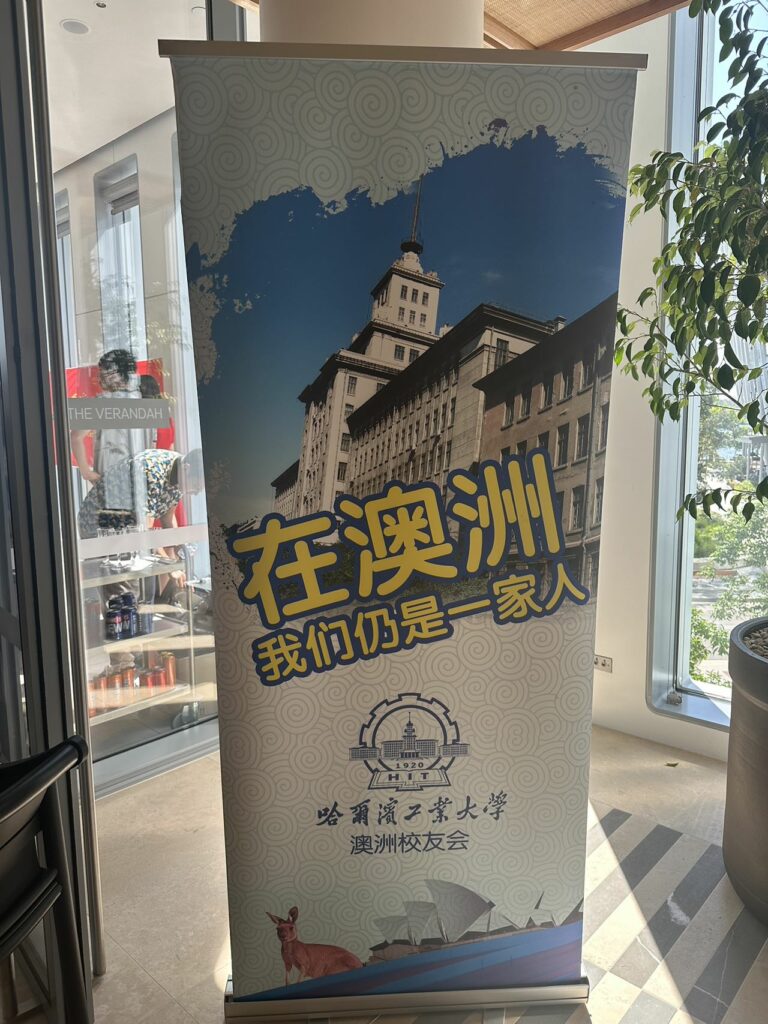 THE VERANDAH
在澳洲
我们仍是一家人
1920
HIT
哈爾濱工業大學
澳洲校友会